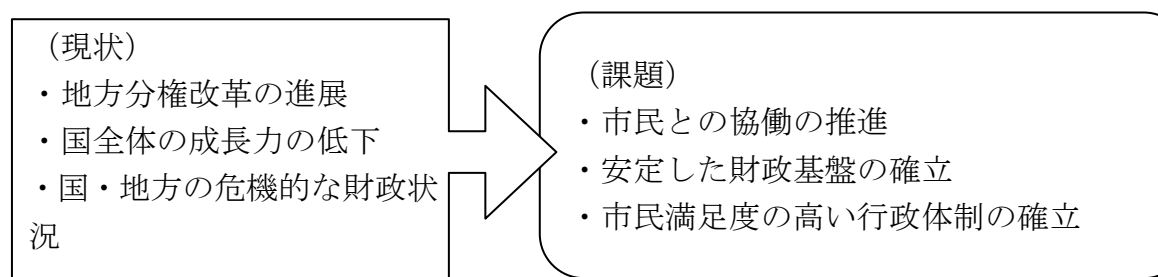 （現状）
・地方分権改革の進展
・国全体の成長力の低下
・国・地方の危機的な財政状
況
（課題）
・市民との協働の推進
・安定した財政基盤の確立
・市民満足度の高い行政体制の確立